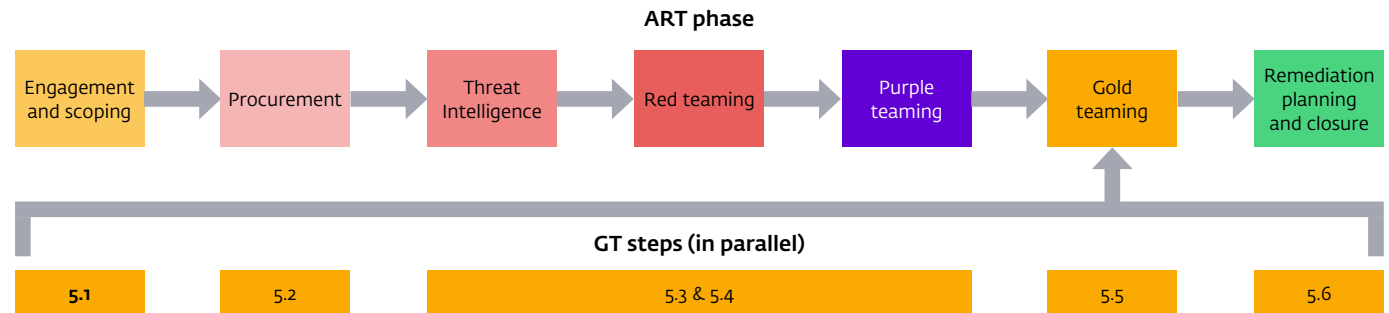 ART phase
Engagement
and scoping
Procurement
Threat
Intelligence
Red teaming
Purple
teaming
Gold
teaming
Remediation
planning
and closure
GT steps (in parallel)
5.1
5.2
5.3 & 5.4
5.5
5.6